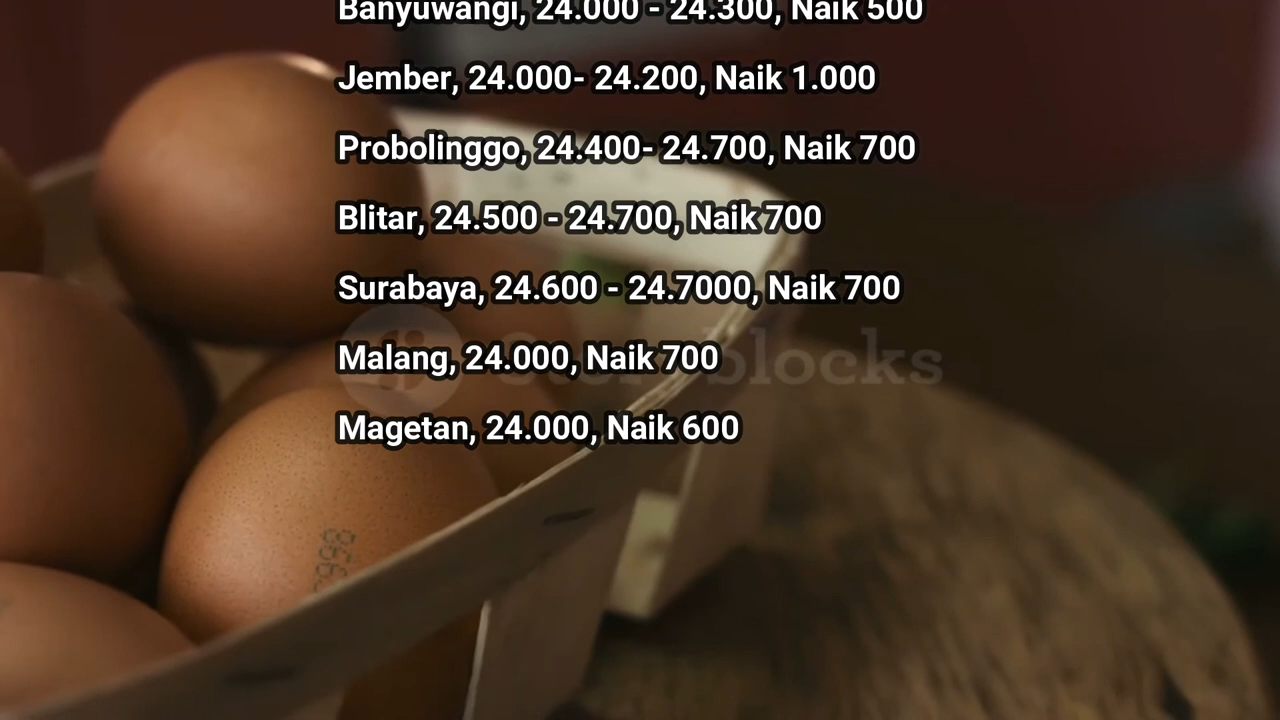 Banyuwangi, 24.000 - 24.300, Naik 500
Jember, 24.000- 24.200, Naik 1.000
Probolinggo, 24.400- 24.700, Naik 700
Blitar, 24.500 - 24.700, Naik 700
Surabaya, 24.600 - 24.7000, Naik 700
Malang, 24.000, Naik 700
blocks
Magetan, 24.000, Naik 600